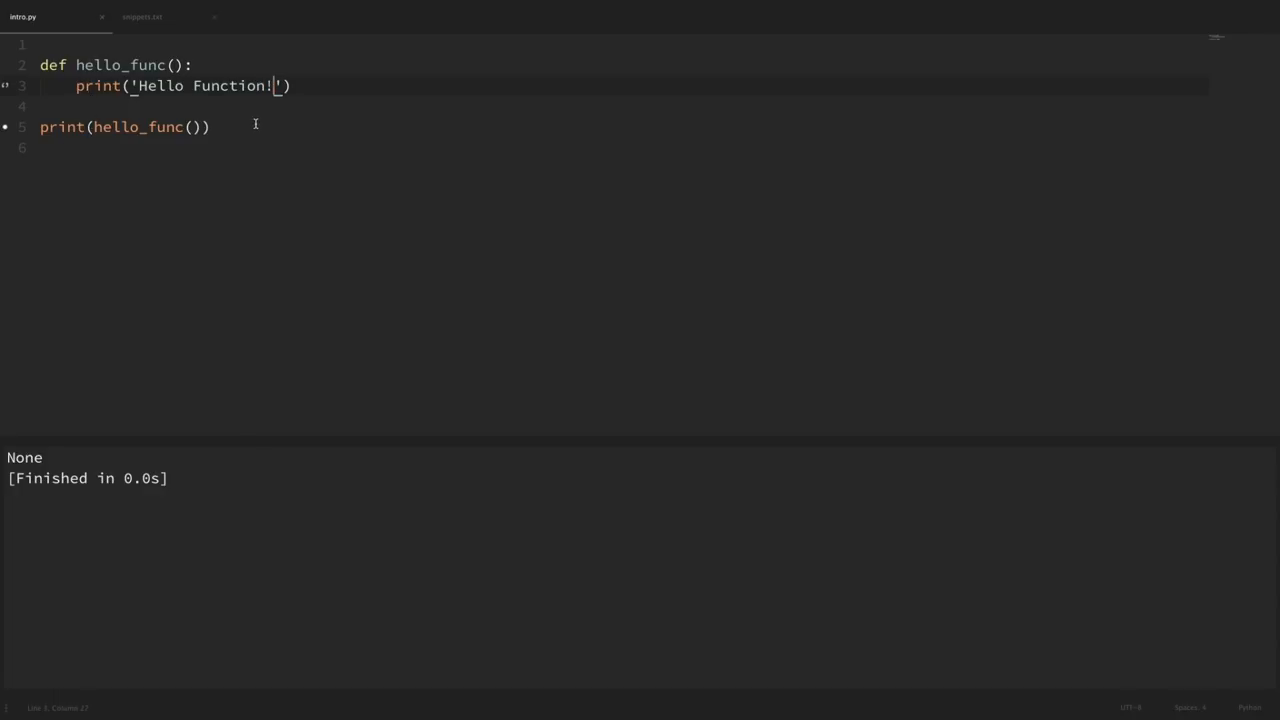 intro.py × snippets.txt ×
1
2 def hello_func():
3 print('Hello Function!')
4
5 print(hello_func())
6
None
[Finished in 0.0s]
Line 3, Column 27 UTF-8 Spaces: 4 Python